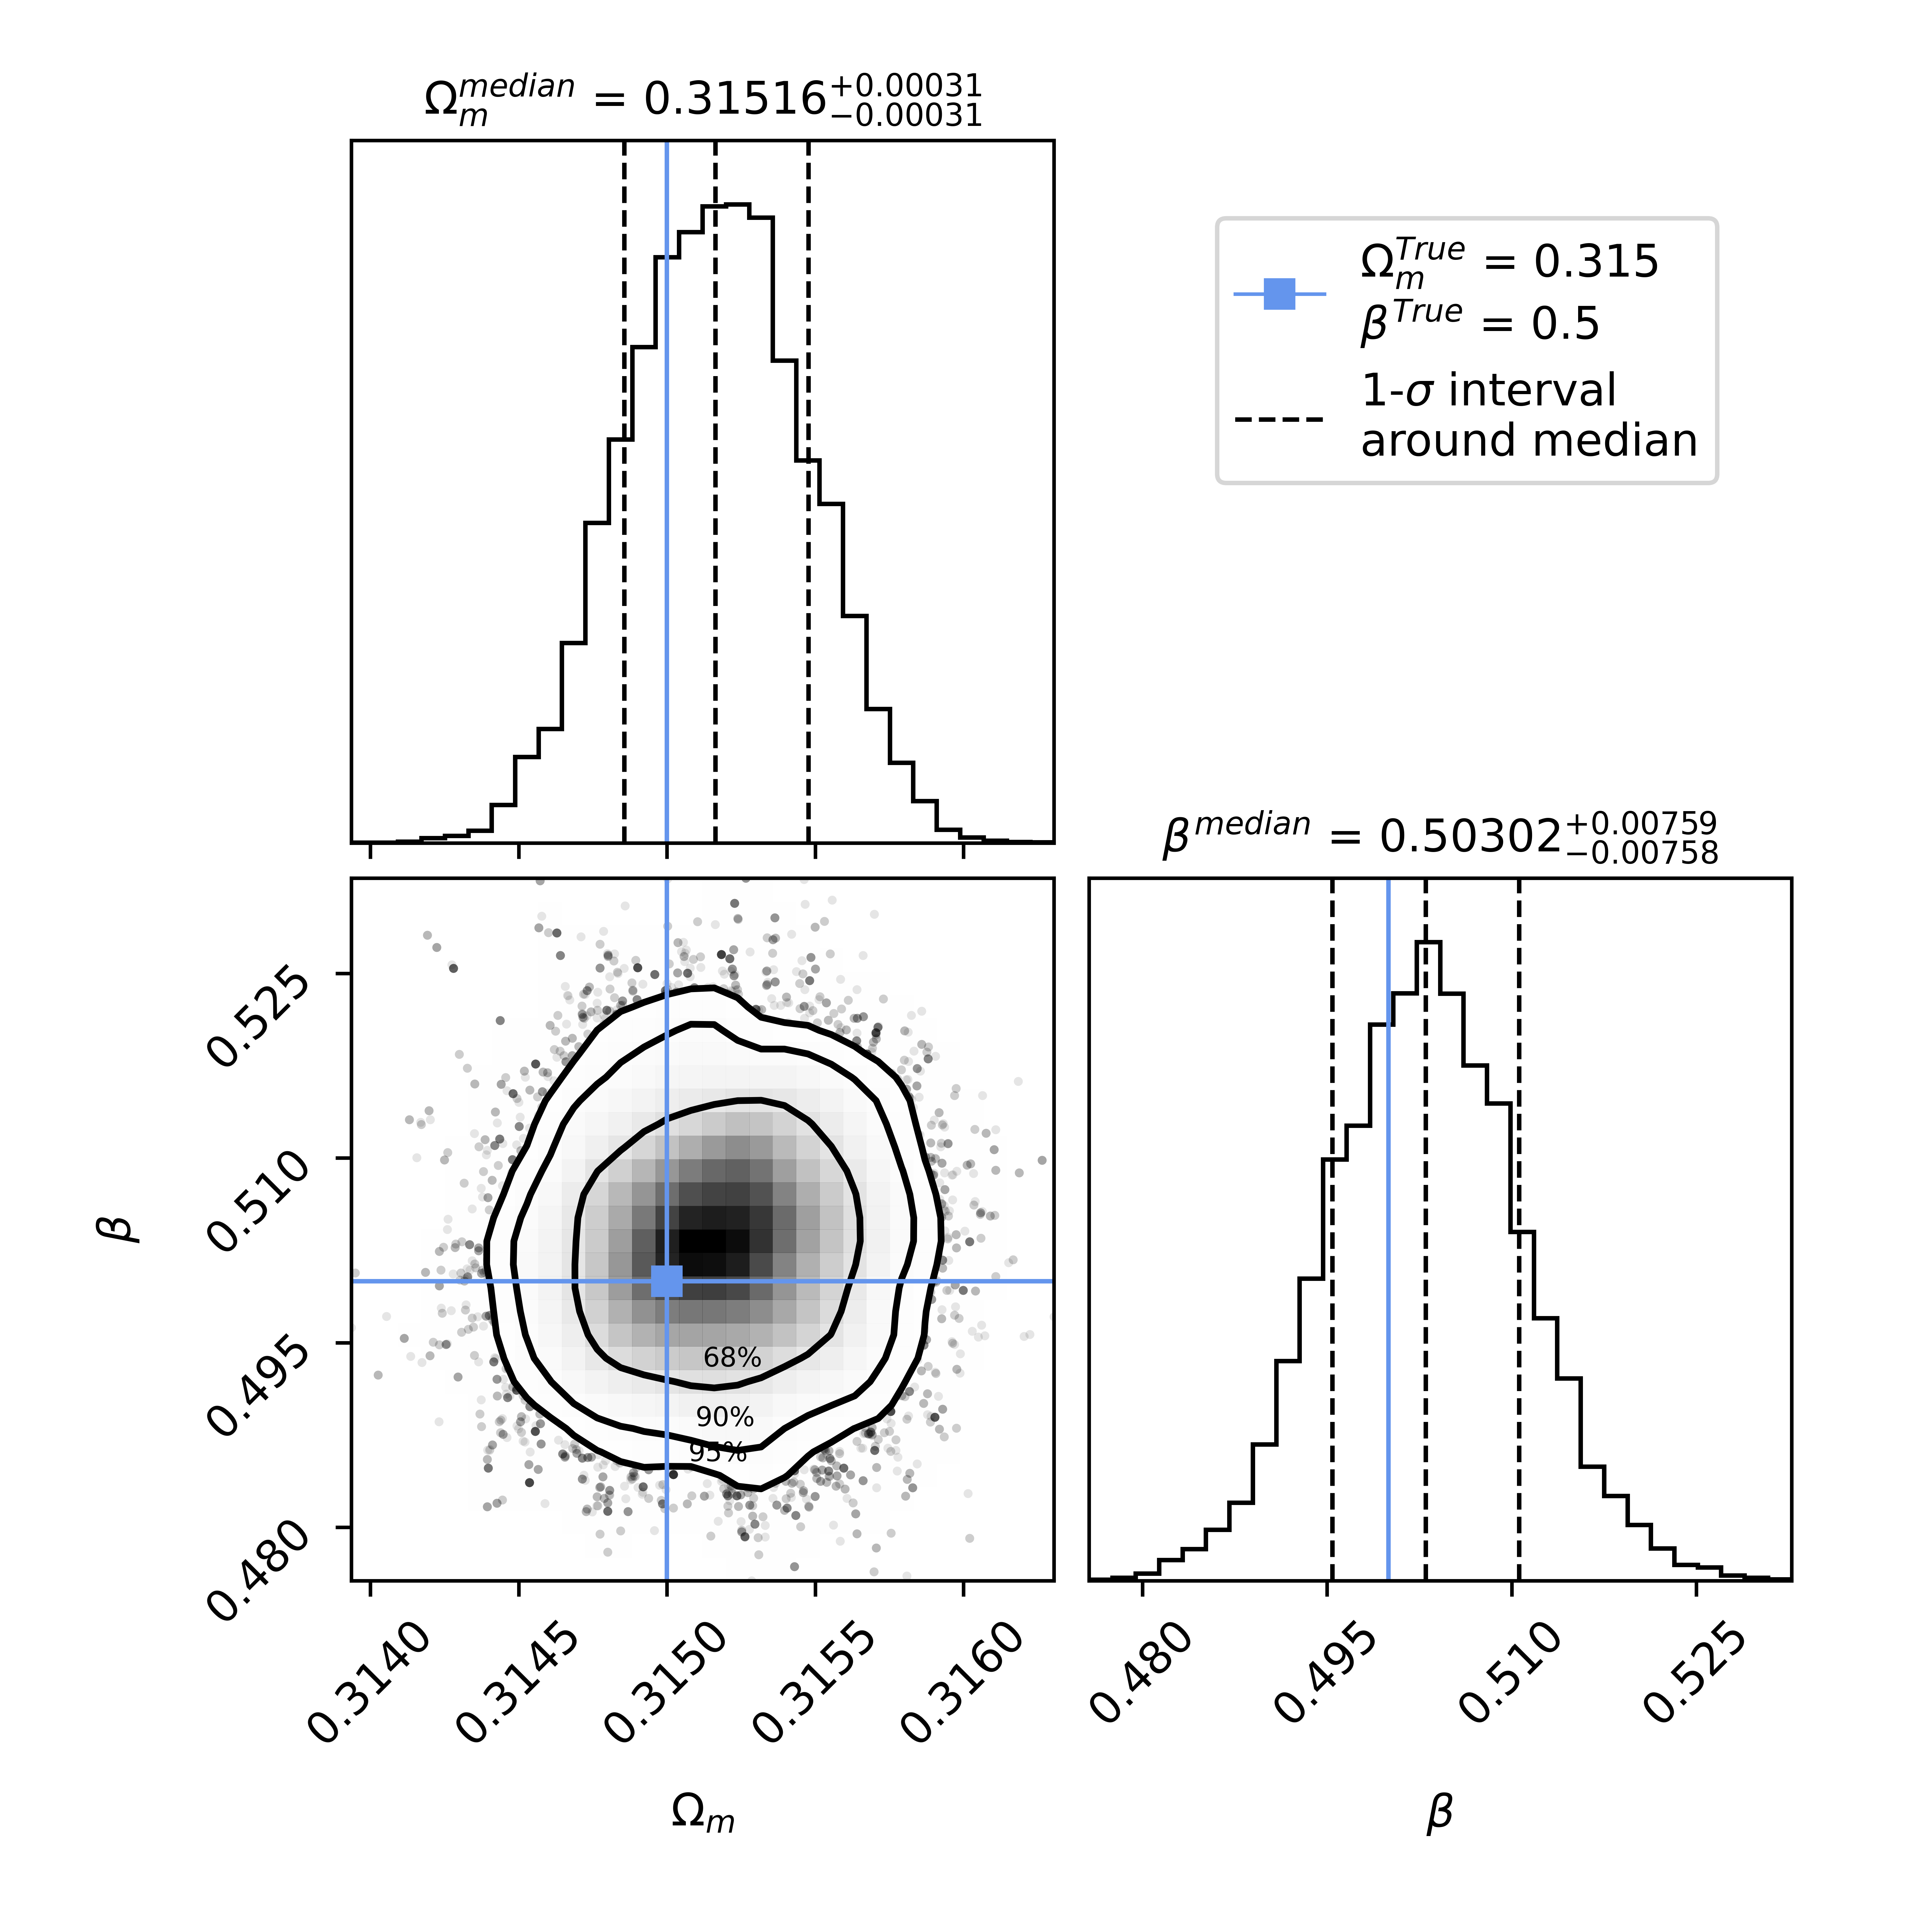 Ω_m^median = 0.31516^{+0.00031}_{−0.00031}
Ω_m^True = 0.315
β^True = 0.5
1-σ interval
around median
β^median = 0.50302^{+0.00759}_{−0.00758}
0.525
0.510
0.495
0.480
β
68%
90%
95%
0.3140 0.3145 0.3150 0.3155 0.3160
0.480 0.495 0.510 0.525
Ω_m
β